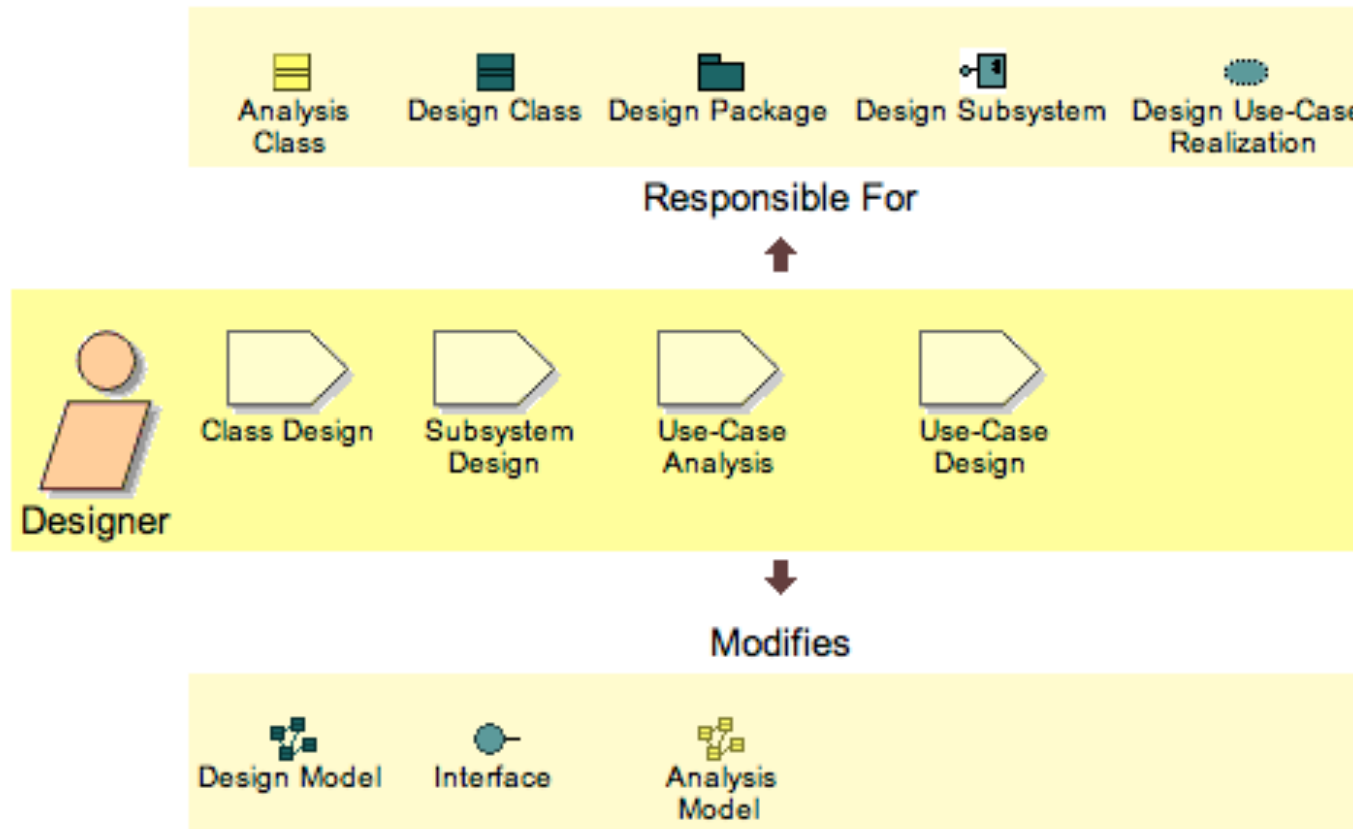 Analysis
Class
Design Class
Design Package
Design Subsystem
Design Use-Case
Realization
Responsible For
Designer
Class Design
Subsystem
Design
Use-Case
Analysis
Use-Case
Design
Modifies
Design Model
Interface
Analysis
Model